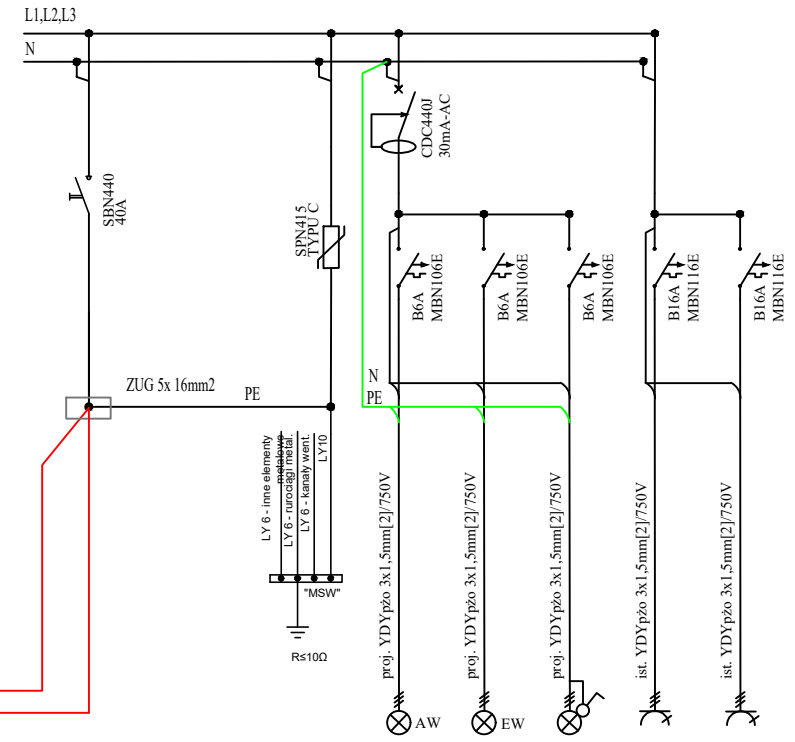 L1,L2,L3
N
SBN440
40A
SPN415
TYPU C
CDC440J
30mA-AC
B6A
MBN106E
B6A
MBN106E
B6A
MBN106E
B16A
MBN116E
B16A
MBN116E
ZUG 5x 16mm2
PE
N
PE
LY 6 - inne elementy
metalowe
LY 6 - rurociągi metal.
LY 6 - kanały went.
LY10
"MSW"
R≤10Ω
proj. YDYpżo 3x1,5mm[2]/750V
proj. YDYpżo 3x1,5mm[2]/750V
proj. YDYpżo 3x1,5mm[2]/750V
ist. YDYpżo 3x1,5mm[2]/750V
ist. YDYpżo 3x1,5mm[2]/750V
AW
EW